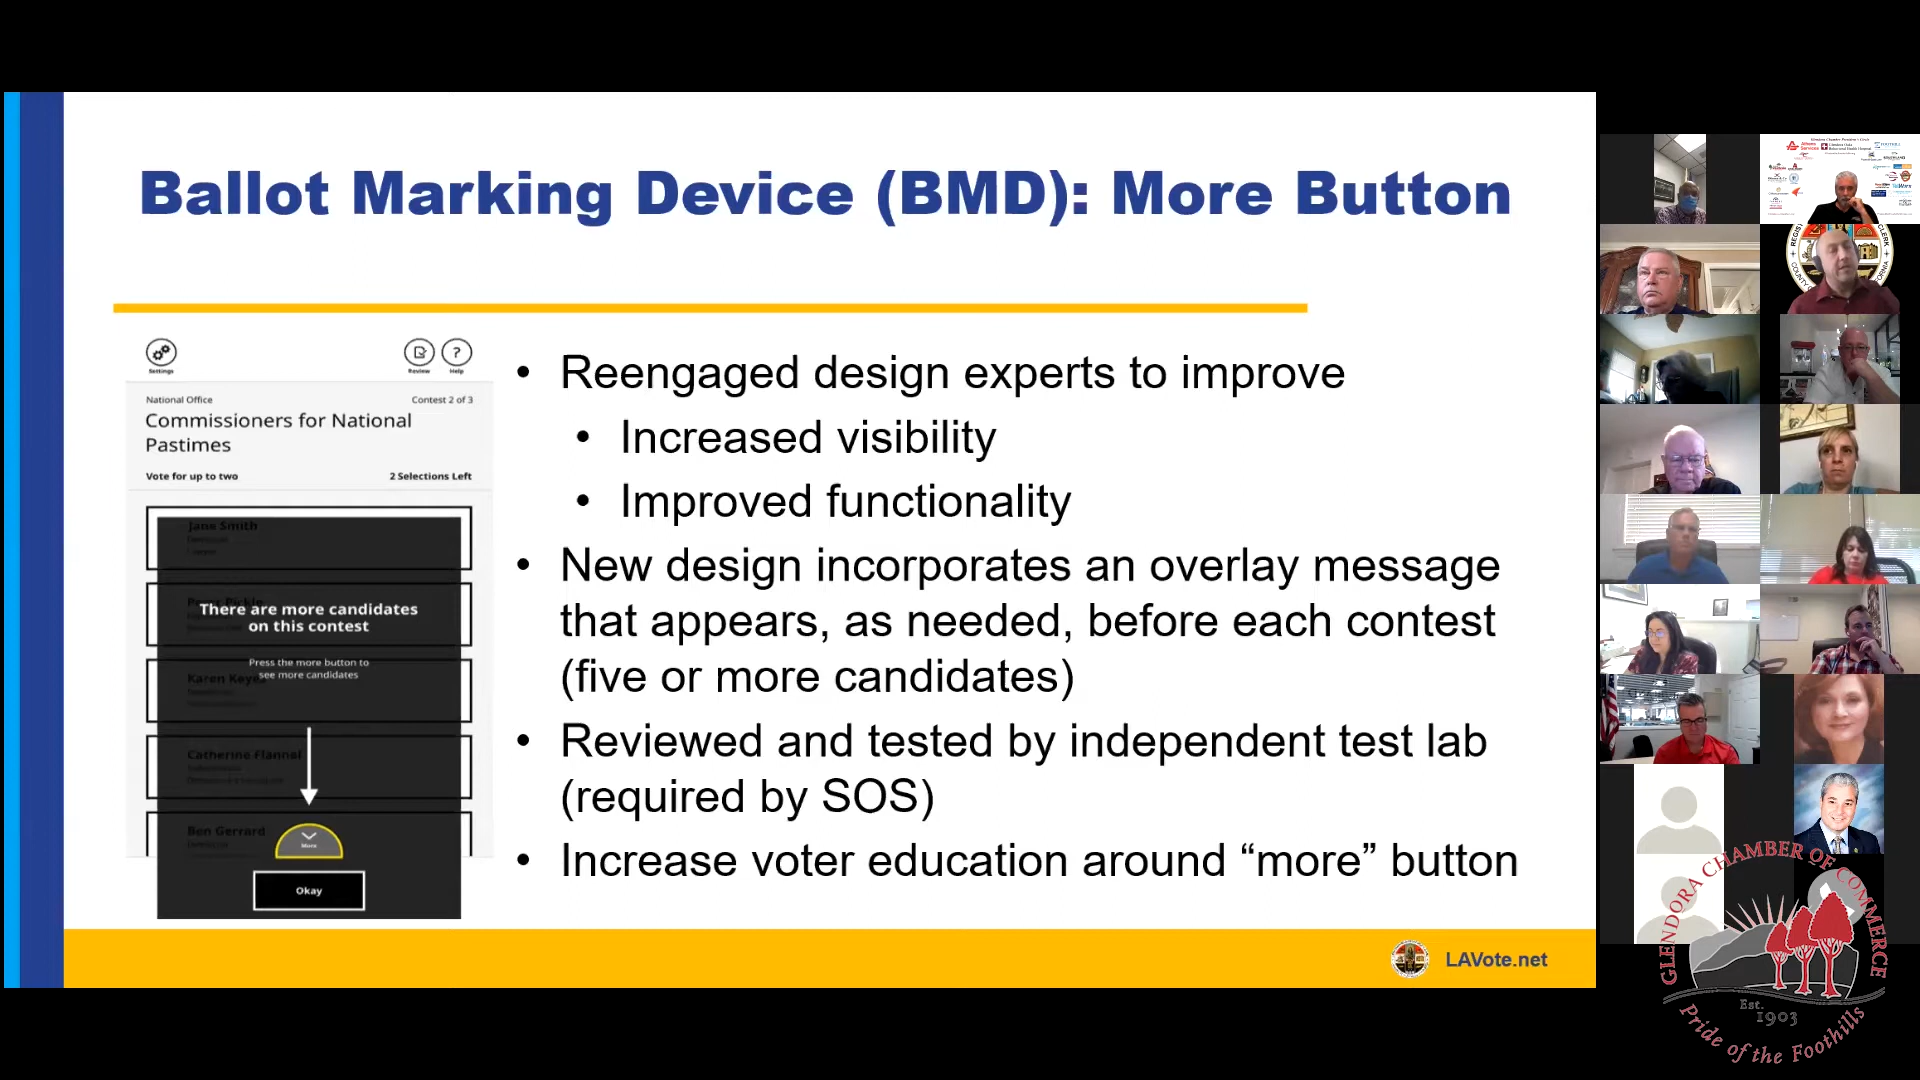 Ballot Marking Device (BMD): More Button
Settings
Review
Help
National Office
Contest 2 of 3
Commissioners for National
Pastimes
Vote for up to two
2 Selections Left
Jane Smith
There are more candidates
on this contest
Press the more button to
see more candidates
Karen Keyes
Catherine Flannel
Ben Gerrard
More
Okay
• Reengaged design experts to improve
• Increased visibility
• Improved functionality
• New design incorporates an overlay message
that appears, as needed, before each contest
(five or more candidates)
• Reviewed and tested by independent test lab
(required by SOS)
• Increase voter education around “more” button
LAVote.net
GLENDORA CHAMBER OF COMMERCE
Est.
1903
Pride of the Foothills